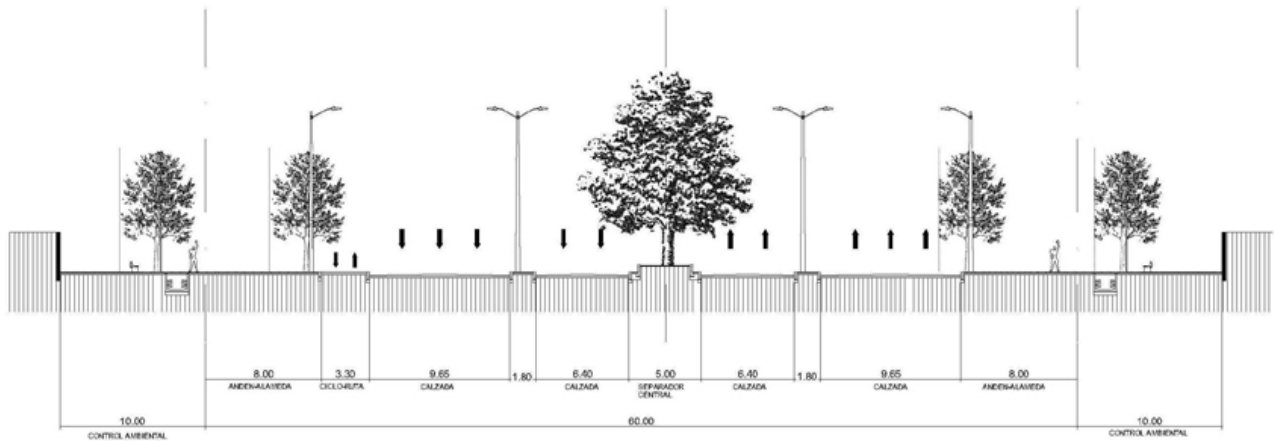 8.00
3.30
9.65
1.80
6.40
5.00
6.40
1.80
9.65
8.00
ANDEN-ALAMEDA
CICLO-RUTA
CALZADA
CALZADA
SEPARADOR
CENTRAL
CALZADA
CALZADA
ANDEN-ALAMEDA
10.00
60.00
10.00
CONTROL AMBIENTAL
CONTROL AMBIENTAL